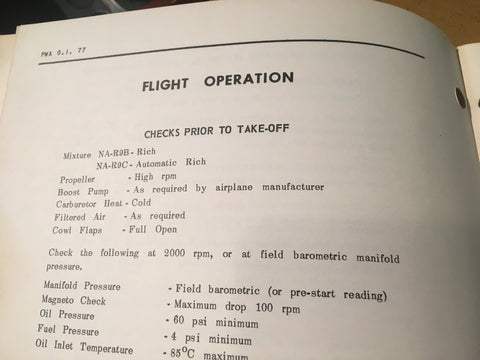 PWA O.I. 77
FLIGHT OPERATION
CHECKS PRIOR TO TAKE-OFF
Mixture NA-R9B - Rich
NA-R9C - Automatic Rich
Propeller - High rpm
Boost Pump - As required by airplane manufacturer
Carburetor Heat - Cold
Filtered Air - As required
Cowl Flaps - Full Open
Check the following at 2000 rpm, or at field barometric manifold
pressure.
Manifold Pressure - Field barometric (or pre-start reading)
Magneto Check - Maximum drop 100 rpm
Oil Pressure - 60 psi minimum
Fuel Pressure - 4 psi minimum
Oil Inlet Temperature - 85°C maximum